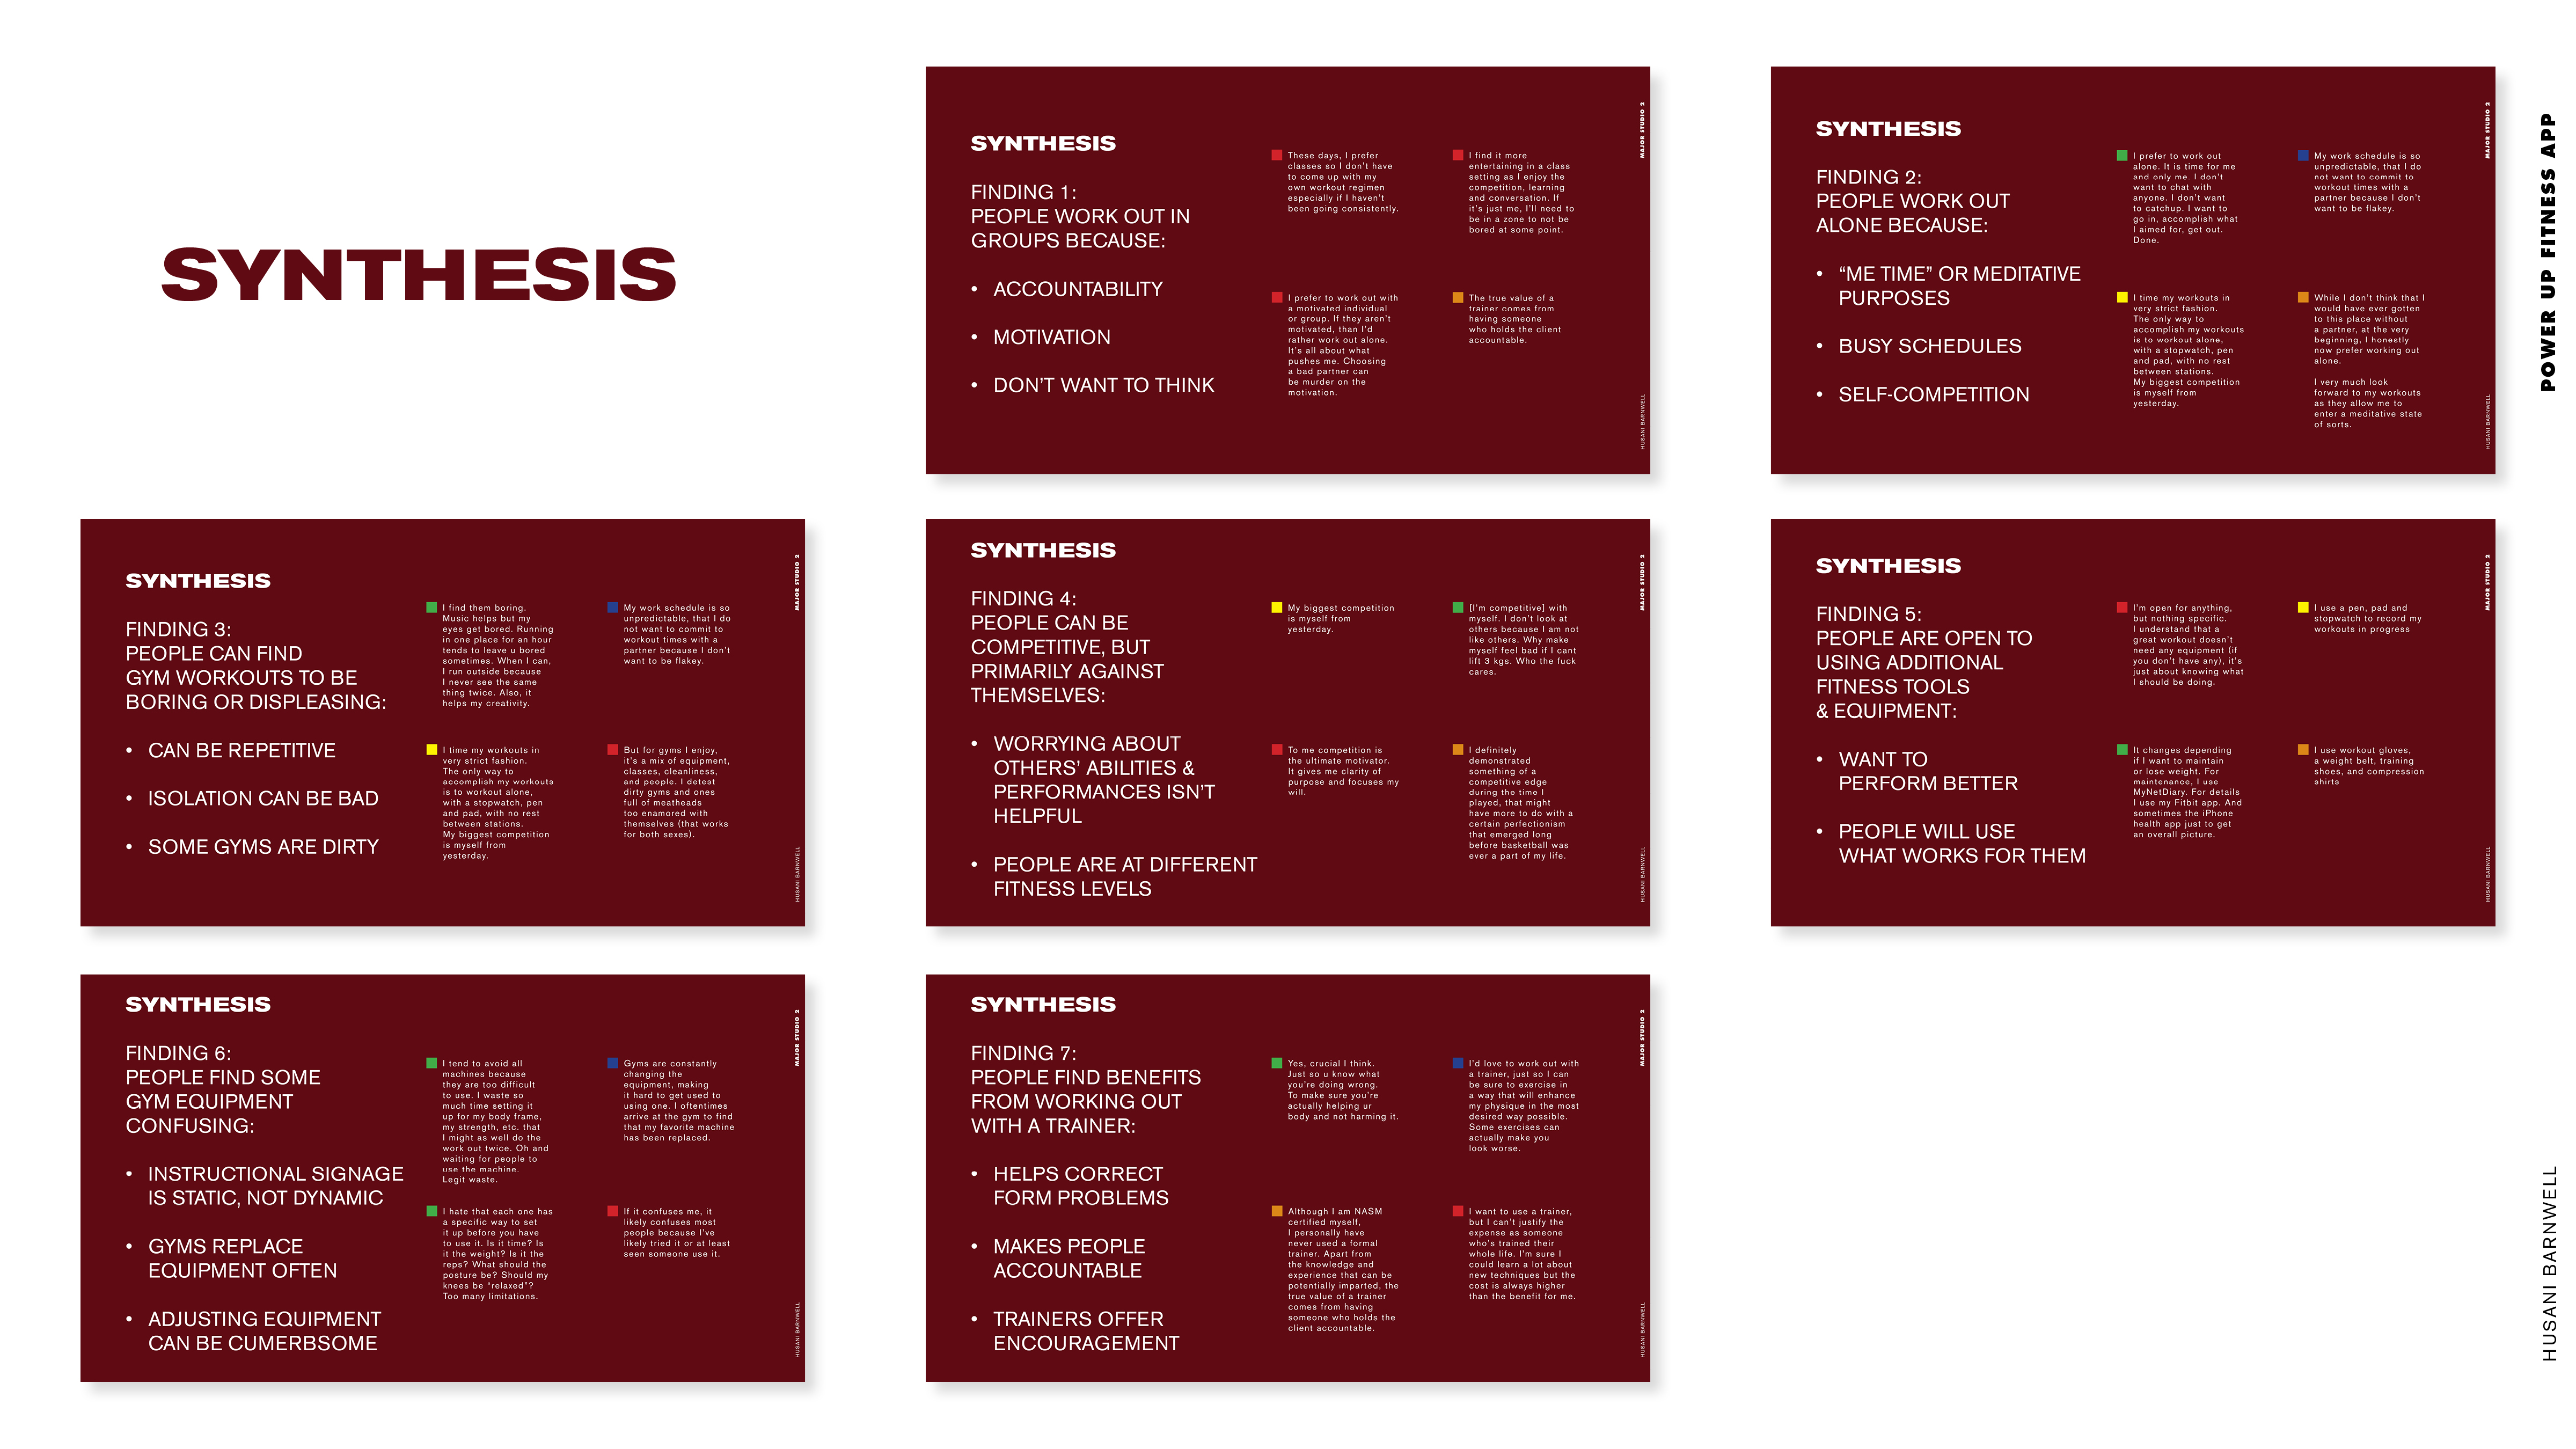 SYNTHESIS
SYNTHESIS
FINDING 1:
PEOPLE WORK OUT IN
GROUPS BECAUSE:
• ACCOUNTABILITY
• MOTIVATION
• DON'T WANT TO THINK
These days, I prefer
classes so I don't have
to come up with my
own workout regimen
especially if I haven't
been going consistently.
I find it more
entertaining in a class
setting as I enjoy the
competition, learning
and conversation. If
it's just me, I'll need to
be in a zone to not be
bored at some point.
I prefer to work out with
a motivated individual
or group. If they aren't
motivated, than I'd
rather work out alone.
It's all about what
pushes me. Choosing
a bad partner can
be murder on the
motivation.
The true value of a
trainer comes from
having someone
who holds the client
accountable.
MAJOR STUDIO 2
HUSANI BARNWELL
SYNTHESIS
FINDING 2:
PEOPLE WORK OUT
ALONE BECAUSE:
• “ME TIME” OR MEDITATIVE
PURPOSES
• BUSY SCHEDULES
• SELF-COMPETITION
I prefer to work out
alone. It is time for me
and only me. I don't
want to chat with
anyone. I don't want
to catchup. I want to
go in, accomplish what
I aimed for, get out.
Done.
My work schedule is so
unpredictable, that I do
not want to commit to
workout times with a
partner because I don't
want to be flakey.
I time my workouts in
very strict fashion.
The only way to
accomplish my workouts
is to workout alone,
with a stopwatch, pen
and pad, with no rest
between stations.
My biggest competition
is myself from
yesterday.
While I don't think that I
would have ever gotten
to this place without
a partner, at the very
beginning, I honestly
now prefer working out
alone.
I very much look
forward to my workouts
as they allow me to
enter a meditative state
of sorts.
MAJOR STUDIO 2
HUSANI BARNWELL
SYNTHESIS
FINDING 3:
PEOPLE CAN FIND
GYM WORKOUTS TO BE
BORING OR DISPLEASING:
• CAN BE REPETITIVE
• ISOLATION CAN BE BAD
• SOME GYMS ARE DIRTY
I find them boring.
Music helps but my
eyes get bored. Running
in one place for an hour
tends to leave u bored
sometimes. When I can,
I run outside because
I never see the same
thing twice. Also, it
helps my creativity.
My work schedule is so
unpredictable, that I do
not want to commit to
workout times with a
partner because I don't
want to be flakey.
I time my workouts in
very strict fashion.
The only way to
accomplish my workouts
is to workout alone,
with a stopwatch, pen
and pad, with no rest
between stations.
My biggest competition
is myself from
yesterday.
But for gyms I enjoy,
it's a mix of equipment,
classes, cleanliness,
and people. I detest
dirty gyms and ones
full of meatheads
too enamored with
themselves (that works
for both sexes).
MAJOR STUDIO 2
HUSANI BARNWELL
SYNTHESIS
FINDING 4:
PEOPLE CAN BE
COMPETITIVE, BUT
PRIMARILY AGAINST
THEMSELVES:
• WORRYING ABOUT
OTHERS' ABILITIES &
PERFORMANCES ISN'T
HELPFUL
• PEOPLE ARE AT DIFFERENT
FITNESS LEVELS
My biggest competition
is myself from
yesterday.
[I'm competitive] with
myself. I don't look at
others because I am not
like others. Why make
myself feel bad if I cant
lift 3 kgs. Who the fuck
cares.
To me competition is
the ultimate motivator.
It gives me clarity of
purpose and focuses my
will.
I definitely
demonstrated
something of a
competitive edge
during the time I
played, that might
have more to do with a
certain perfectionism
that emerged long
before basketball was
ever a part of my life.
MAJOR STUDIO 2
HUSANI BARNWELL
SYNTHESIS
FINDING 5:
PEOPLE ARE OPEN TO
USING ADDITIONAL
FITNESS TOOLS
& EQUIPMENT:
• WANT TO
PERFORM BETTER
• PEOPLE WILL USE
WHAT WORKS FOR THEM
I'm open for anything,
but nothing specific.
I understand that a
great workout doesn't
need any equipment (if
you don't have any), it's
just about knowing what
I should be doing.
I use a pen, pad and
stopwatch to record my
workouts in progress
It changes depending
if I want to maintain
or lose weight. For
maintenance, I use
MyNetDiary. For details
I use my Fitbit app. And
sometimes the iPhone
health app just to get
an overall picture.
I use workout gloves,
a weight belt, training
shoes, and compression
shirts
MAJOR STUDIO 2
HUSANI BARNWELL
SYNTHESIS
FINDING 6:
PEOPLE FIND SOME
GYM EQUIPMENT
CONFUSING:
• INSTRUCTIONAL SIGNAGE
IS STATIC, NOT DYNAMIC
• GYMS REPLACE
EQUIPMENT OFTEN
• ADJUSTING EQUIPMENT
CAN BE CUMERBSOME
I tend to avoid all
machines because
they are too difficult
to use. I waste so
much time setting it
up for my body frame,
my strength, etc. that
I might as well do the
work out twice. Oh and
waiting for people to
use the machine.
Legit waste.
Gyms are constantly
changing the
equipment, making
it hard to get used to
using one. I oftentimes
arrive at the gym to find
that my favorite machine
has been replaced.
I hate that each one has
a specific way to set
it up before you have
to use it. Is it time? Is
it the weight? Is it the
reps? What should the
posture be? Should my
knees be “relaxed”?
Too many limitations.
If it confuses me, it
likely confuses most
people because I've
likely tried it or at least
seen someone use it.
MAJOR STUDIO 2
HUSANI BARNWELL
SYNTHESIS
FINDING 7:
PEOPLE FIND BENEFITS
FROM WORKING OUT
WITH A TRAINER:
• HELPS CORRECT
FORM PROBLEMS
• MAKES PEOPLE
ACCOUNTABLE
• TRAINERS OFFER
ENCOURAGEMENT
Yes, crucial I think.
Just so u know what
you're doing wrong.
To make sure you're
actually helping ur
body and not harming it.
I'd love to work out with
a trainer, just so I can
be sure to exercise in
a way that will enhance
my physique in the most
desired way possible.
Some exercises can
actually make you
look worse.
Although I am NASM
certified myself,
I personally have
never used a formal
trainer. Apart from
the knowledge and
experience that can be
potentially imparted, the
true value of a trainer
comes from having
someone who holds the
client accountable.
I want to use a trainer,
but I can't justify the
expense as someone
who's trained their
whole life. I'm sure I
could learn a lot about
new techniques but the
cost is always higher
than the benefit for me.
MAJOR STUDIO 2
HUSANI BARNWELL
POWER UP FITNESS APP
HUSANI BARNWELL